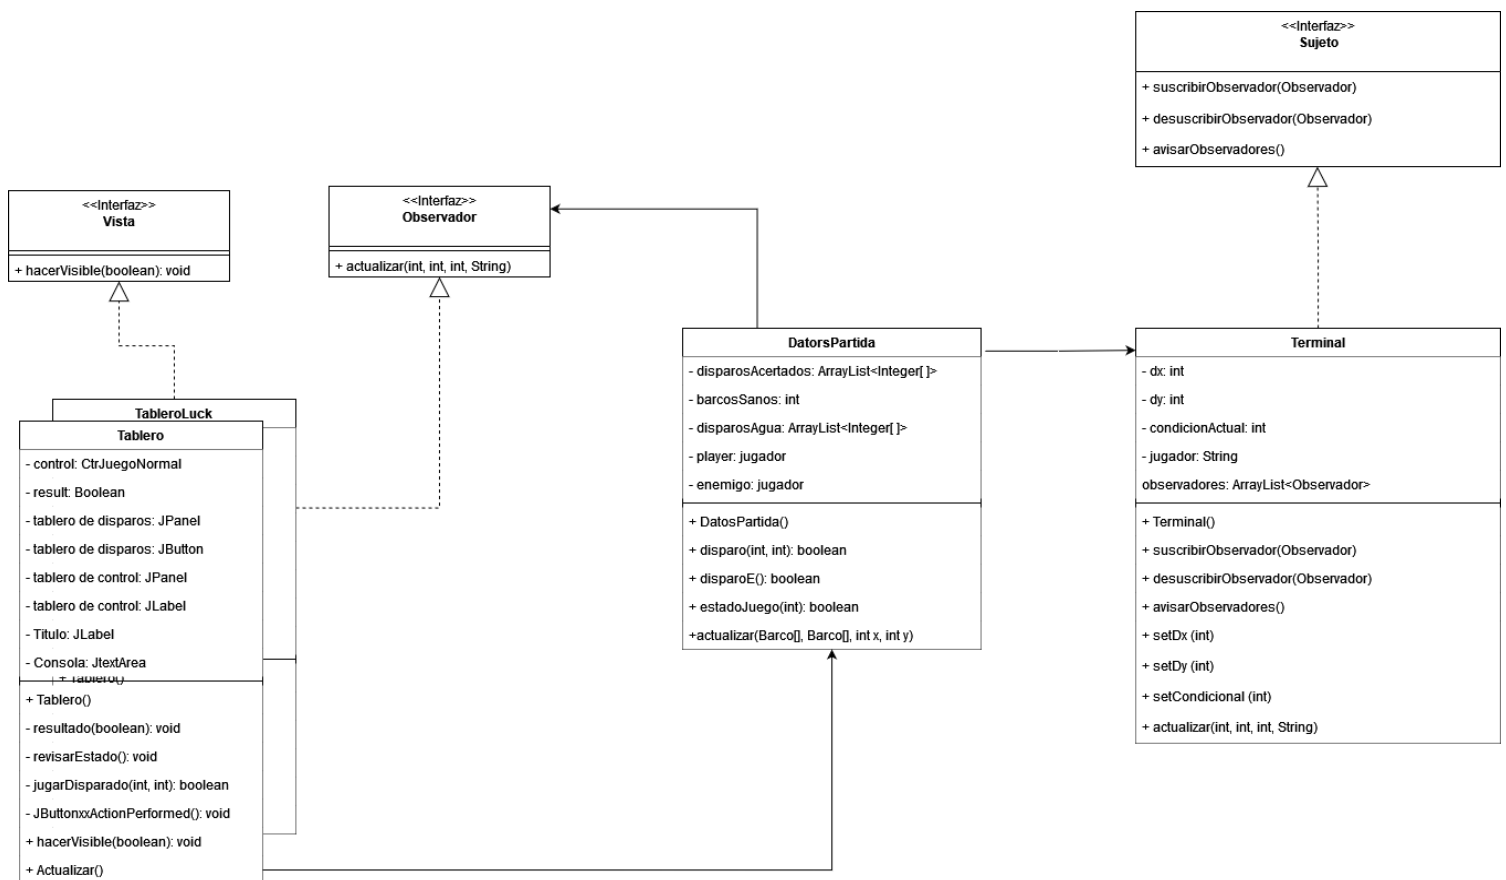 <<Interfaz>>
Sujeto
+ suscribirObservador(Observador)
+ desuscribirObservador(Observador)
+ avisarObservadores()
<<Interfaz>>
Vista
+ hacerVisible(boolean): void
<<Interfaz>>
Observador
+ actualizar(int, int, int, String)
TableroLuck
+ Tablero()
Tablero
- control: CtrJuegoNormal
- result: Boolean
- tablero de disparos: JPanel
- tablero de disparos: JButton
- tablero de control: JPanel
- tablero de control: JLabel
- Titulo: JLabel
- Consola: JtextArea
+ Tablero()
- resultado(boolean): void
- revisarEstado(): void
- jugarDisparado(int, int): boolean
- JButtonxxActionPerformed(): void
+ hacerVisible(boolean): void
+ Actualizar()
DatorsPartida
- disparosAcertados: ArrayList<Integer[ ]>
- barcosSanos: int
- disparosAgua: ArrayList<Integer[ ]>
- player: jugador
- enemigo: jugador
+ DatosPartida()
+ disparo(int, int): boolean
+ disparoE(): boolean
+ estadoJuego(int): boolean
+actualizar(Barco[], Barco[], int x, int y)
Terminal
- dx: int
- dy: int
- condicionActual: int
- jugador: String
observadores: ArrayList<Observador>
+ Terminal()
+ suscribirObservador(Observador)
+ desuscribirObservador(Observador)
+ avisarObservadores()
+ setDx (int)
+ setDy (int)
+ setCondicional (int)
+ actualizar(int, int, int, String)